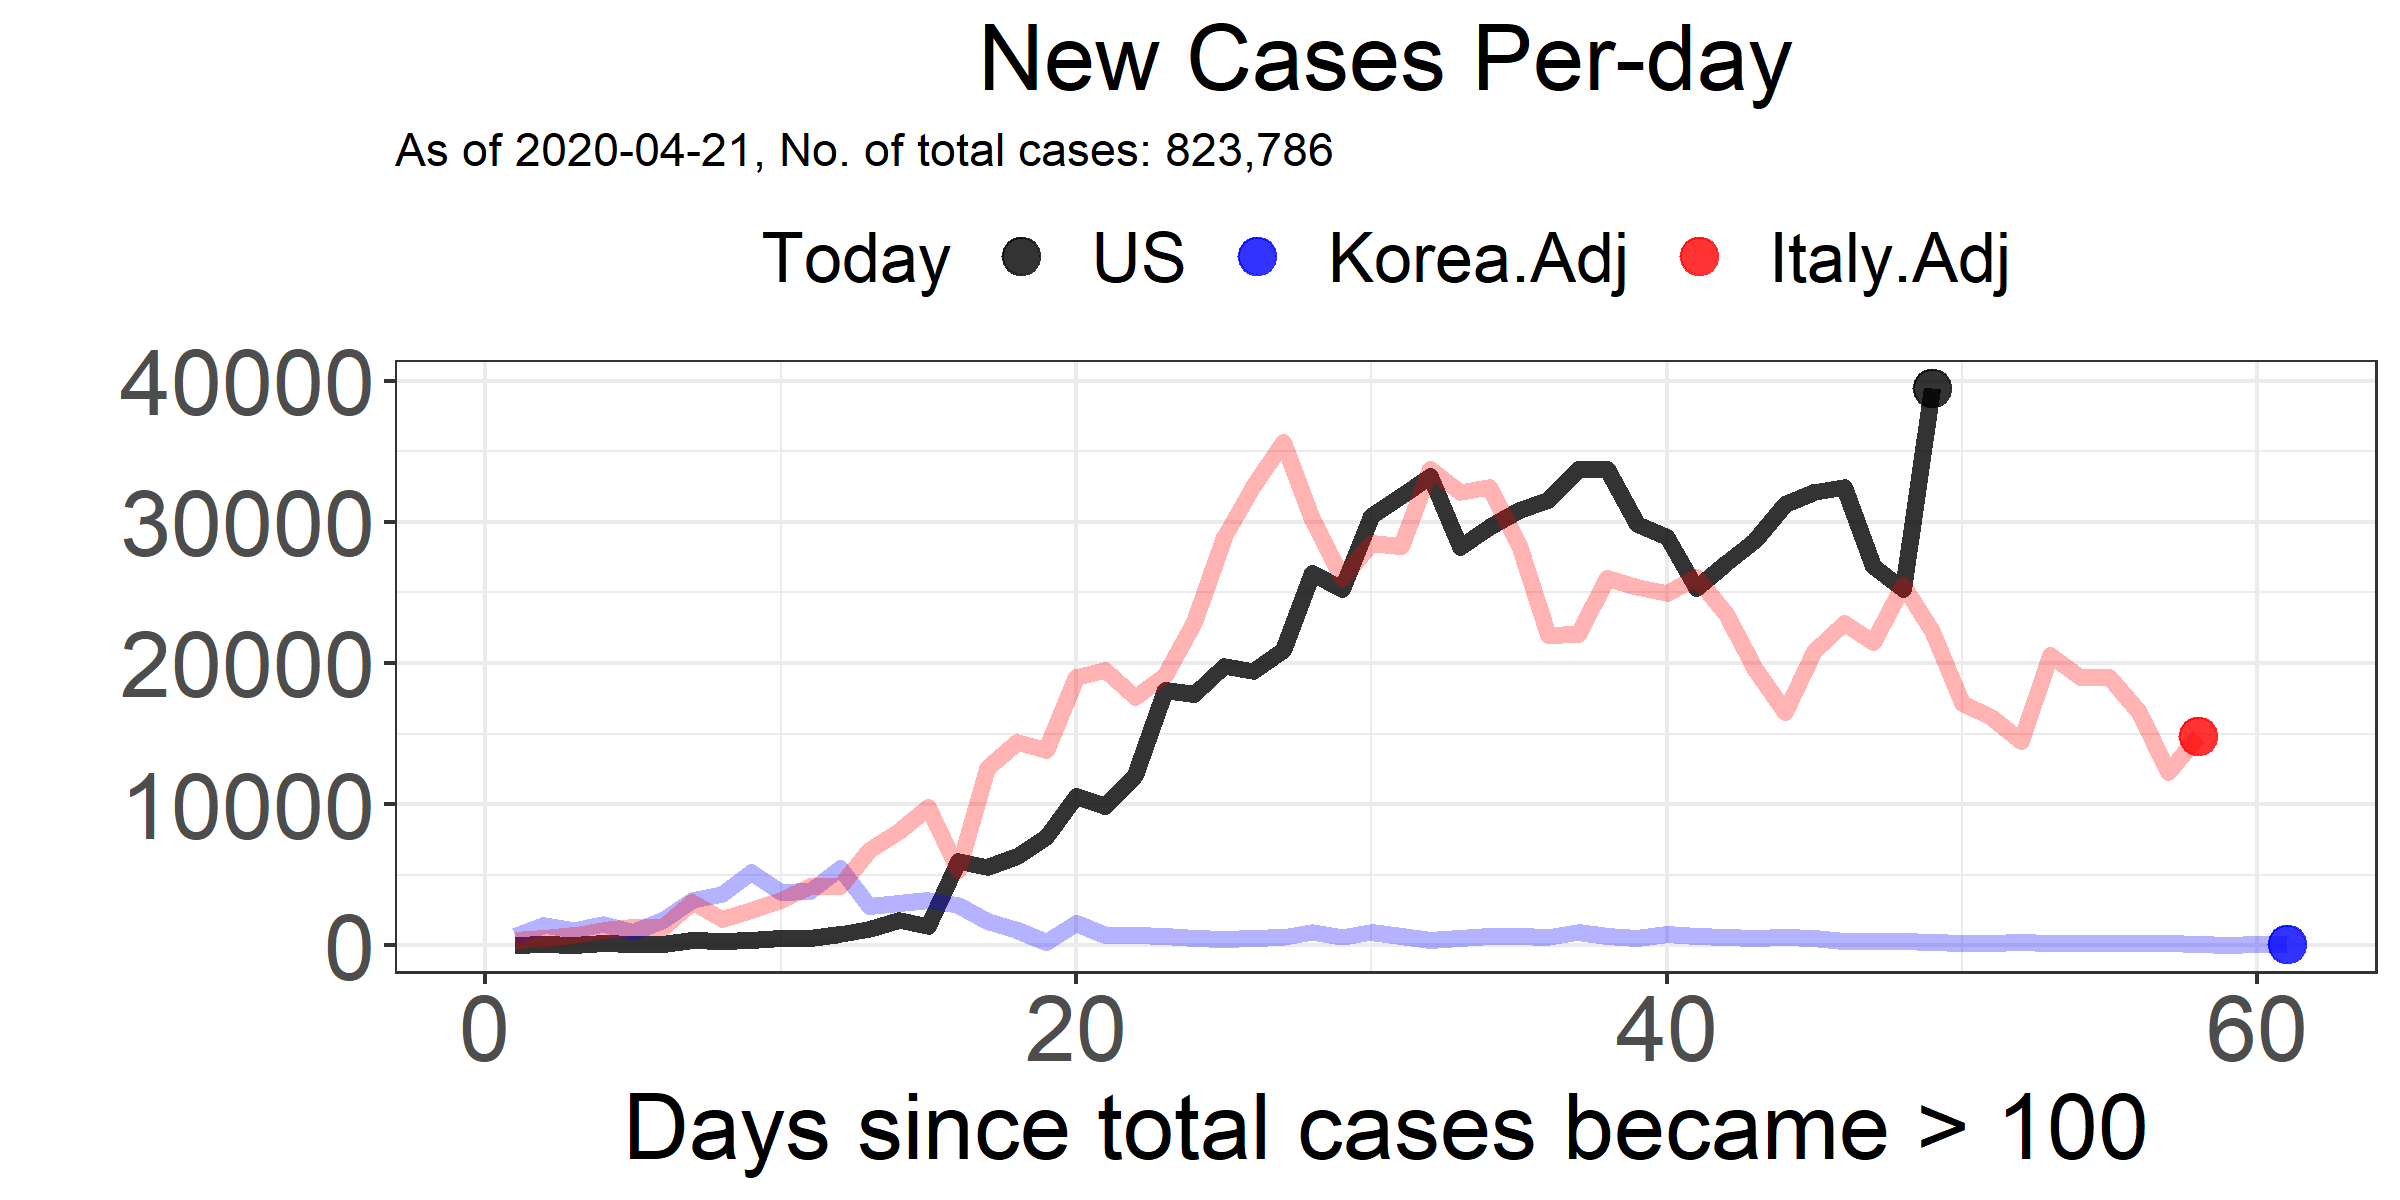 New Cases Per-day
As of 2020-04-21, No. of total cases: 823,786
Today US Korea.Adj Italy.Adj
40000
30000
20000
10000
0
0 20 40 60
Days since total cases became > 100